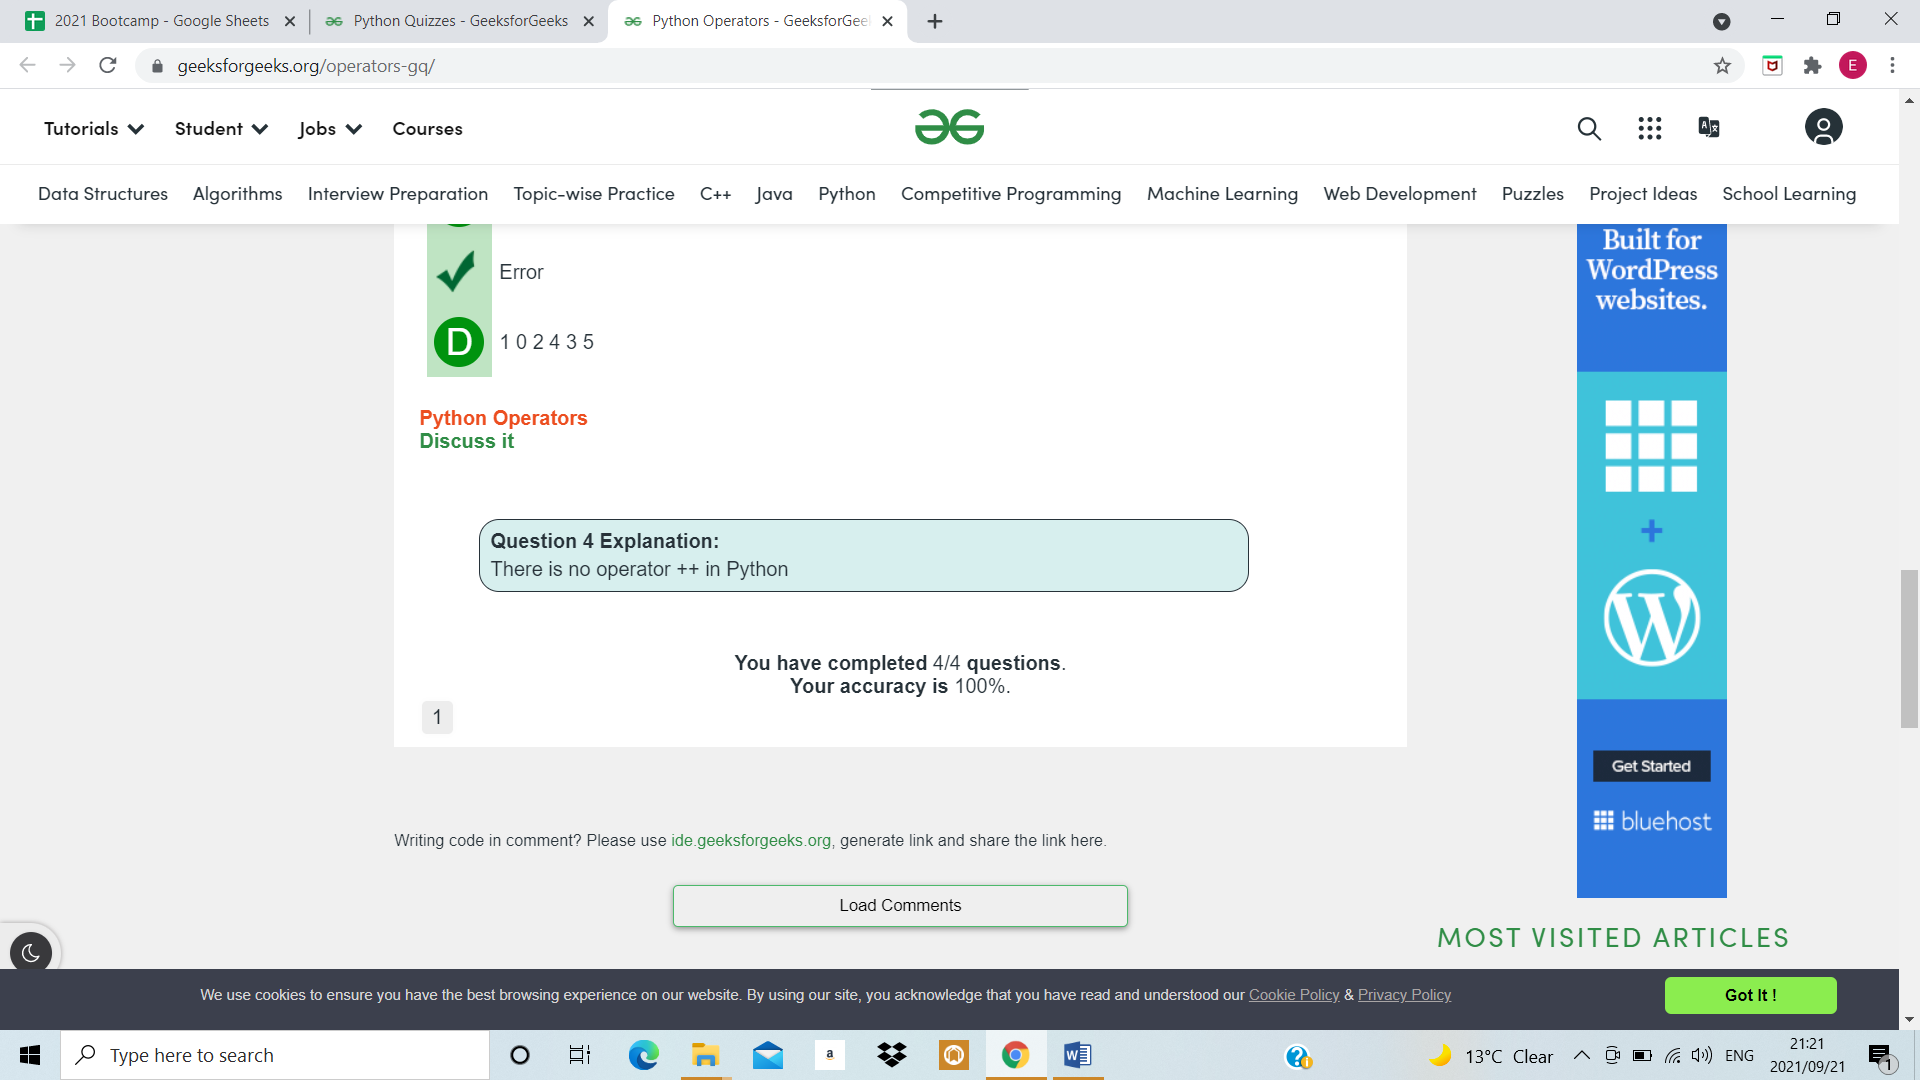 2021 Bootcamp - Google Sheets
Python Quizzes - GeeksforGeeks
Python Operators - GeeksforGee
E
geeksforgeeks.org/operators-gq/
Tutorials
Student
Jobs
Courses
Data Structures
Algorithms
Interview Preparation
Topic-wise Practice
C++
Java
Python
Competitive Programming
Machine Learning
Web Development
Puzzles
Project Ideas
School Learning
Error
D 1 0 2 4 3 5
Python Operators
Discuss it
Question 4 Explanation:
There is no operator ++ in Python
You have completed 4/4 questions.
Your accuracy is 100%.
1
Writing code in comment? Please use ide.geeksforgeeks.org, generate link and share the link here.
Load Comments
Built for
WordPress
websites.
+
W
Get Started
bluehost
MOST VISITED ARTICLES
We use cookies to ensure you have the best browsing experience on our website. By using our site, you acknowledge that you have read and understood our Cookie Policy & Privacy Policy
Got It !
Type here to search
a
W
13°C Clear
ENG
21:21
2021/09/21
1